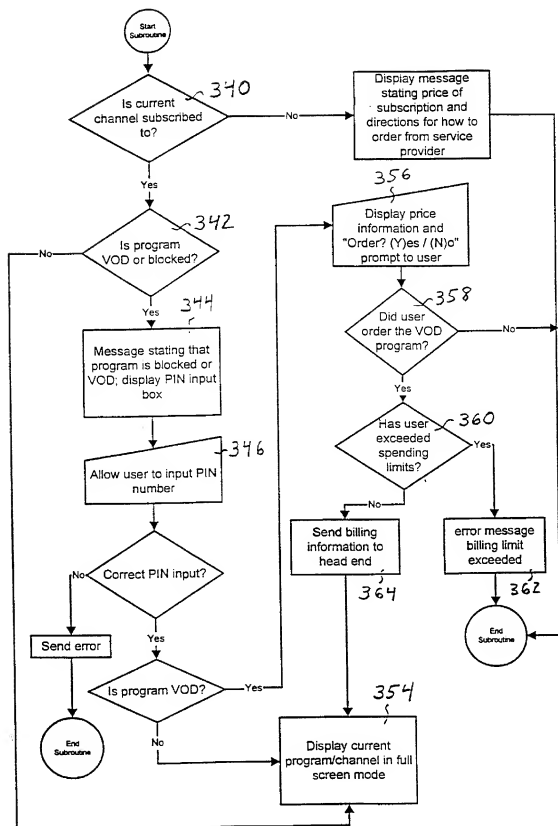 Start
Subroutine
340
Is current
channel subscribed
to?
No
Display message
stating price of
subscription and
directions for how to
order from service
provider
Yes
356
342
Is program
VOD or blocked?
No
Display price
information and
"Order? (Y)es / (N)o"
prompt to user
Yes
344
358
Did user
order the VOD
program?
No
Message stating that
program is blocked or
VOD; display PIN input
box
Yes
360
Has user
exceeded
spending
limits?
Yes
346
Allow user to input PIN
number
No
Send billing
information to
head end
364
error message
billing limit
exceeded
362
Correct PIN input?
No
Yes
Send error
End
Subroutine
Is program VOD?
Yes
354
No
Display current
program/channel in full
screen mode
End
Subroutine